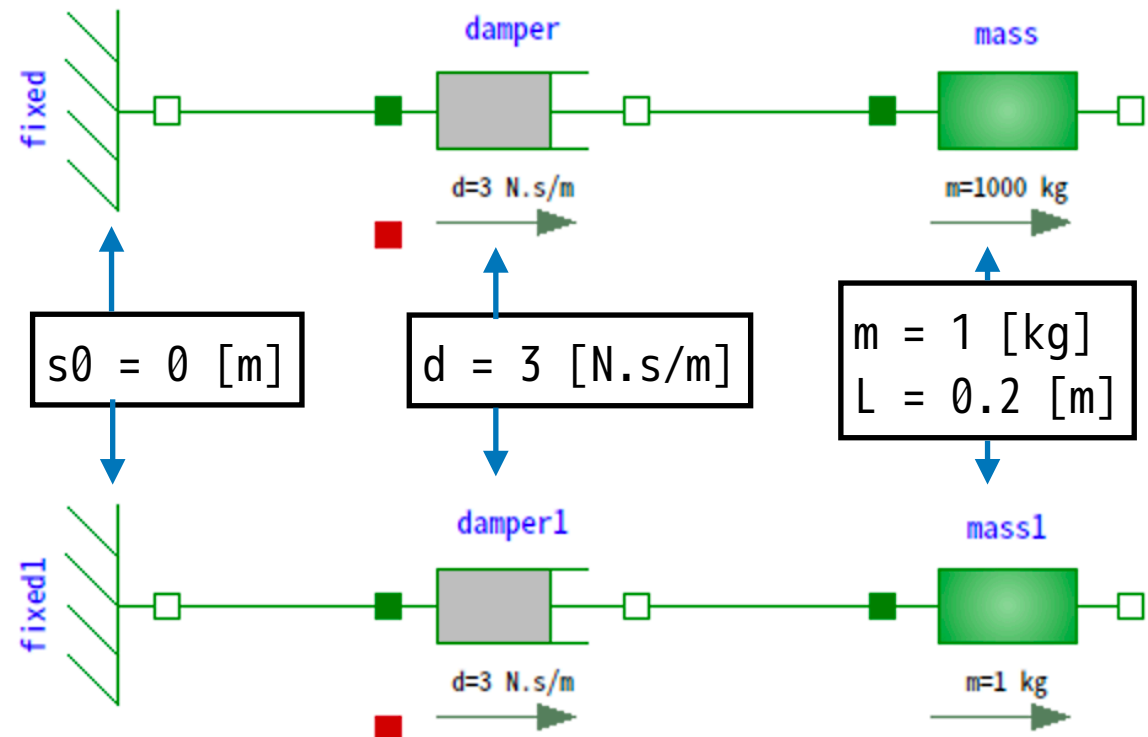 damper
mass
fixed
d=3 N.s/m
m=1000 kg
s0 = 0 [m]
d = 3 [N.s/m]
m = 1 [kg]
L = 0.2 [m]
damper1
mass1
fixed1
d=3 N.s/m
m=1 kg